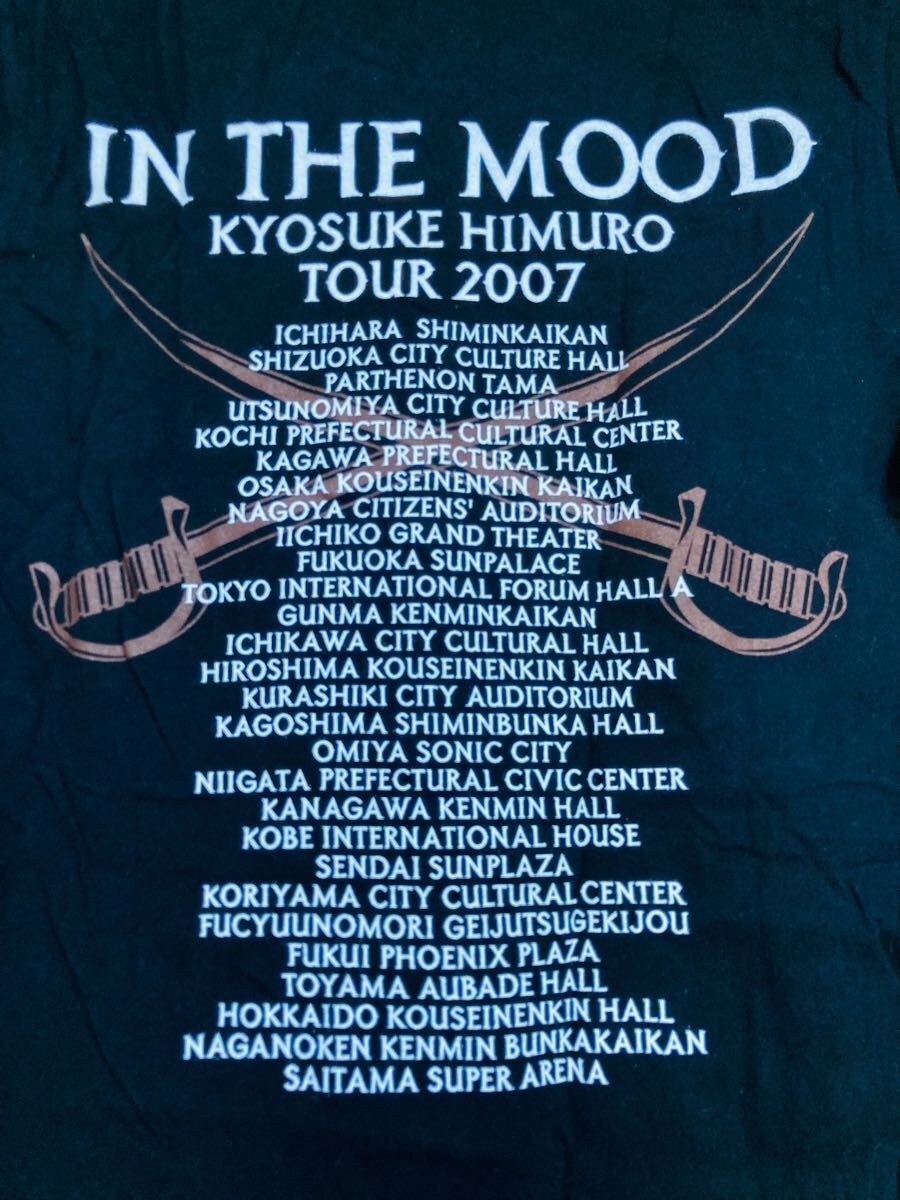 IN THE MOOD
KYOSUKE HIMURO
TOUR 2007
ICHIHARA SHIMINKAIKAN
SHIZUOKA CITY CULTURE HALL
PARTHENON TAMA
UTSUNOMIYA CITY CULTURE HALL
KOCHI PREFECTURAL CULTURAL CENTER
KAGAWA PREFECTURAL HALL
OSAKA KOUSEINENKIN KAIKAN
NAGOYA CITIZENS' AUDITORIUM
IICHIKO GRAND THEATER
FUKUOKA SUNPALACE
TOKYO INTERNATIONAL FORUM HALL A
GUNMA KENMINKAIKAN
ICHIKAWA CITY CULTURAL HALL
HIROSHIMA KOUSEINENKIN KAIKAN
KURASHIKI CITY AUDITORIUM
KAGOSHIMA SHIMINBUNKA HALL
OMIYA SONIC CITY
NIIGATA PREFECTURAL CIVIC CENTER
KANAGAWA KENMIN HALL
KOBE INTERNATIONAL HOUSE
SENDAI SUNPLAZA
KORIYAMA CITY CULTURAL CENTER
FUCYUUNOMORI GEIJUTSUGEKIJOU
FUKUI PHOENIX PLAZA
TOYAMA AUBADE HALL
HOKKAIDO KOUSEINENKIN HALL
NAGANOKEN KENMIN BUNKAKAIKAN
SAITAMA SUPER ARENA